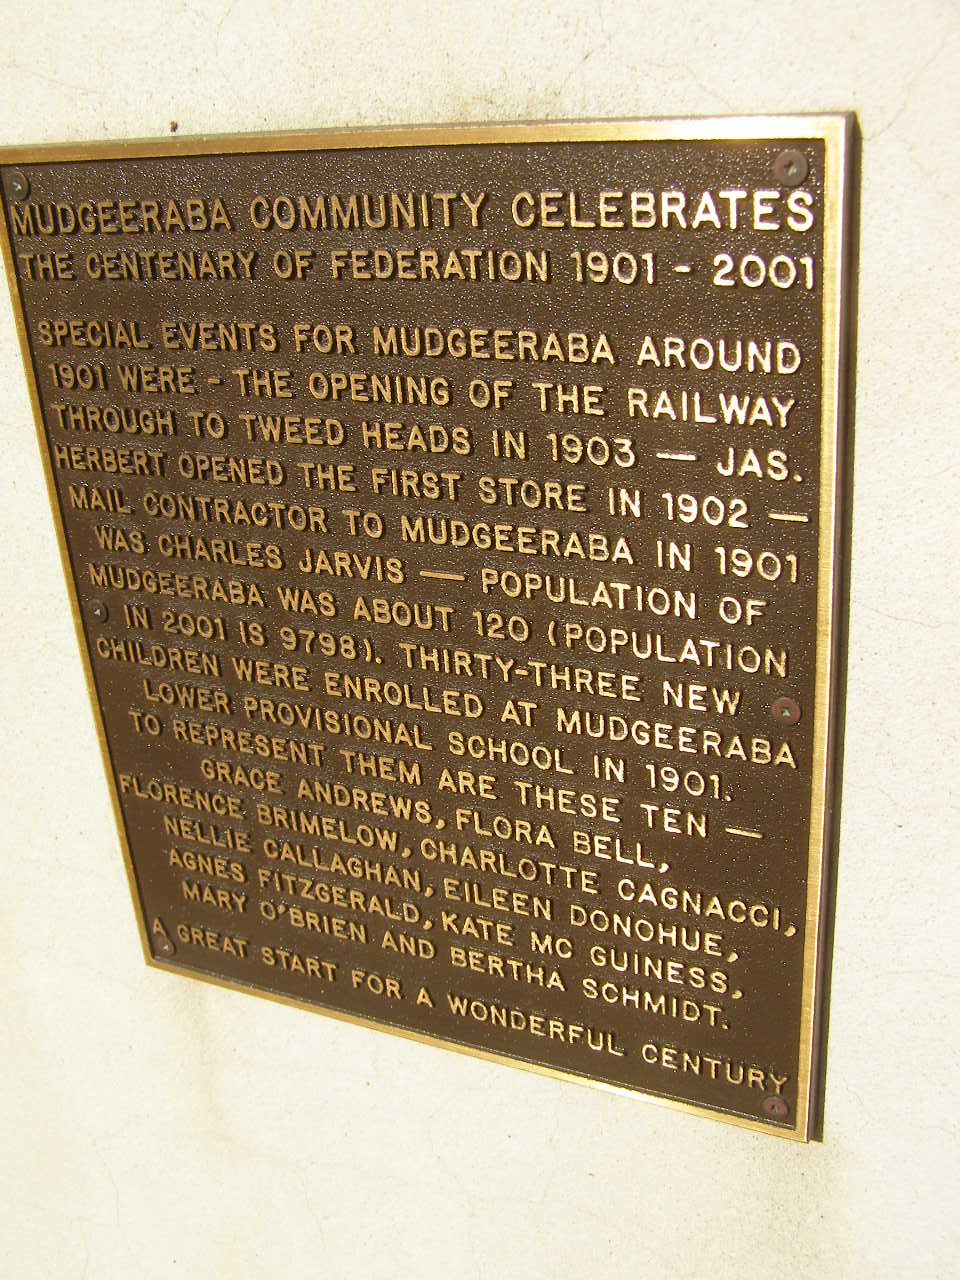 MUDGEERABA COMMUNITY CELEBRATES
THE CENTENARY OF FEDERATION 1901 - 2001
SPECIAL EVENTS FOR MUDGEERABA AROUND
1901 WERE - THE OPENING OF THE RAILWAY
THROUGH TO TWEED HEADS IN 1903 — JAS.
HERBERT OPENED THE FIRST STORE IN 1902 —
MAIL CONTRACTOR TO MUDGEERABA IN 1901
WAS CHARLES JARVIS — POPULATION OF
MUDGEERABA WAS ABOUT 120 (POPULATION
IN 2001 IS 9798). THIRTY-THREE NEW
CHILDREN WERE ENROLLED AT MUDGEERABA
LOWER PROVISIONAL SCHOOL IN 1901.
TO REPRESENT THEM ARE THESE TEN —
GRACE ANDREWS, FLORA BELL,
FLORENCE BRIMELOW, CHARLOTTE CAGNACCI,
NELLIE CALLAGHAN, EILEEN DONOHUE,
AGNES FITZGERALD, KATE MC GUINESS,
MARY O'BRIEN AND BERTHA SCHMIDT.
A GREAT START FOR A WONDERFUL CENTURY